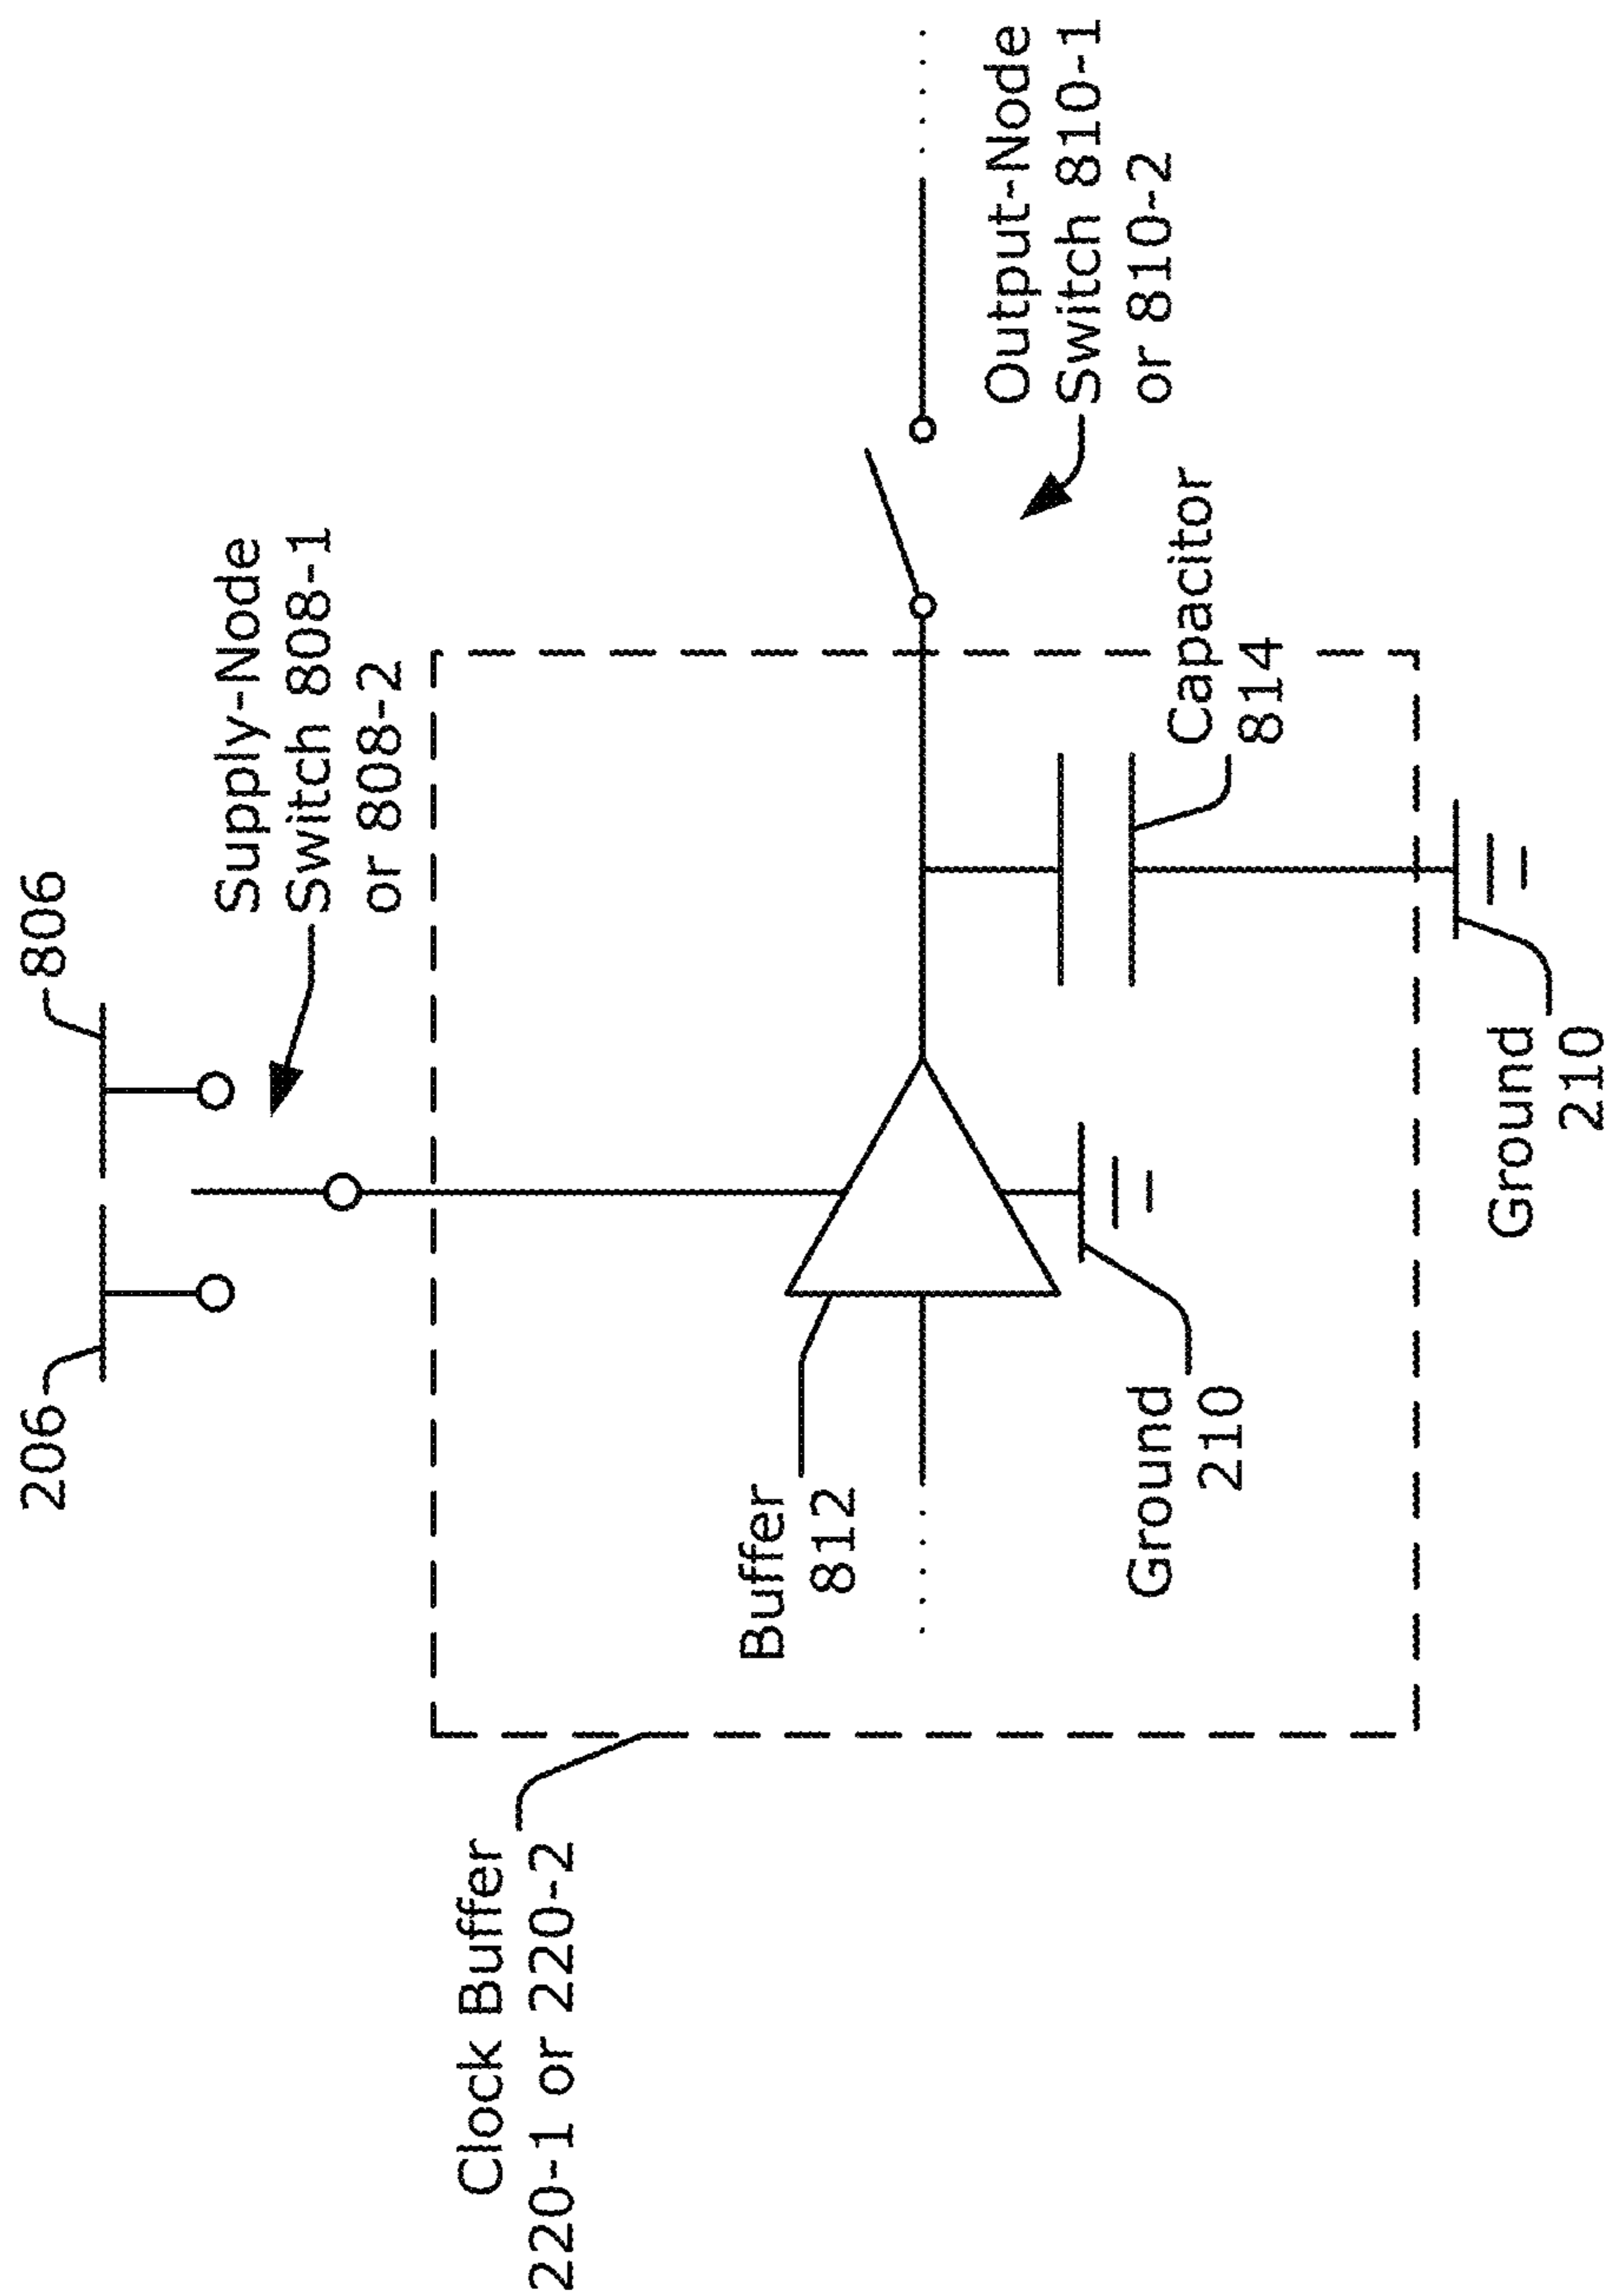 206
806
Supply-Node
Switch 808-1
or 808-2
Clock Buffer
220-1 or 220-2
Buffer
812
Output-Node
Switch 810-1
or 810-2
Capacitor
814
Ground
210
Ground
210